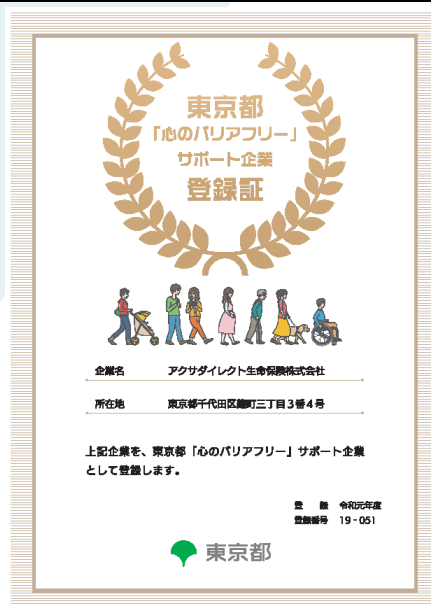 東京都
「心のバリアフリー」
サポート企業
登録証
企業名 アクサダイレクト生命保険株式会社
所在地 東京都千代田区麹町三丁目3番4号
上記企業を、東京都「心のバリアフリー」サポート企業
として登録します。
登 録 令和元年度
登録番号 19-051
東京都